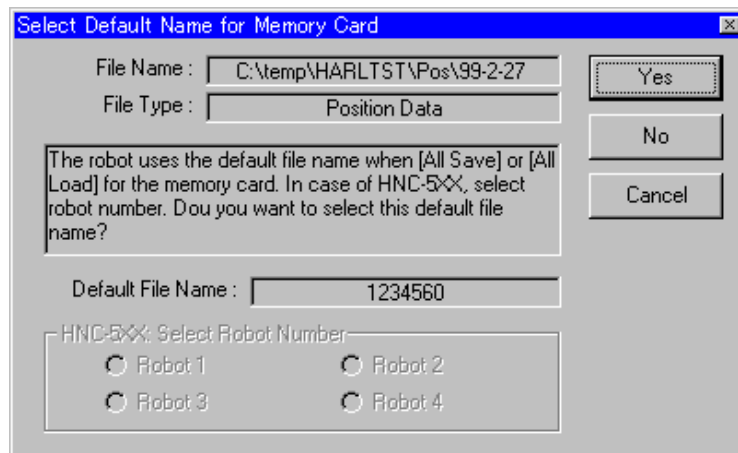 Select Default Name for Memory Card
File Name : C:\temp\HARLTST\Pos\99-2-27
File Type : Position Data
Yes
No
Cancel
The robot uses the default file name when [All Save] or [All
Load] for the memory card. In case of HNC-5XX, select
robot number. Dou you want to select this default file
name?
Default File Name : 1234560
HNC-5XX: Select Robot Number
Robot 1 Robot 2
Robot 3 Robot 4